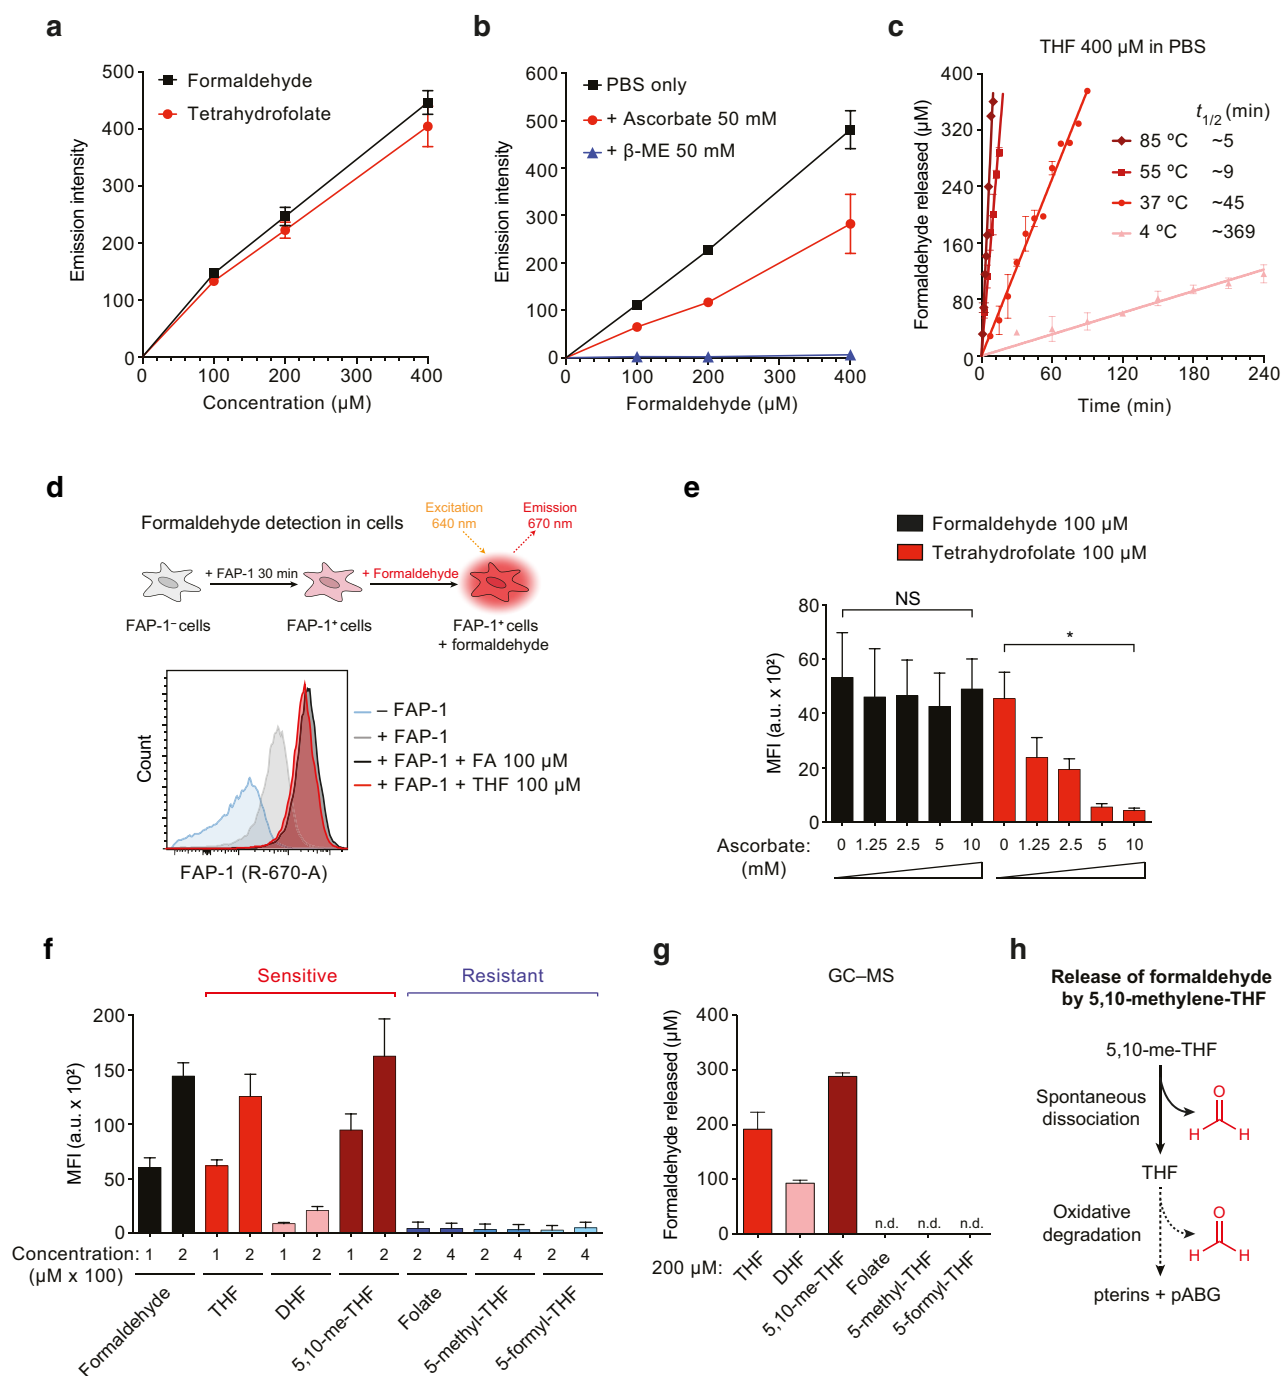 a
500
400
300
200
100
0
Emission intensity
Formaldehyde
Tetrahydrofolate
0 100 200 300 400
Concentration (µM)
b
600
500
400
300
200
100
0
Emission intensity
PBS only
+ Ascorbate 50 mM
+ β-ME 50 mM
0 100 200 300 400
Formaldehyde (µM)
c
THF 400 µM in PBS
400
320
240
160
80
0
Formaldehyde released (µM)
t1/2 (min)
85 ºC ~5
55 ºC ~9
37 ºC ~45
4 ºC ~369
0 60 120 180 240
Time (min)
d
Formaldehyde detection in cells
Excitation
640 nm
Emission
670 nm
+ FAP-1 30 min
+ Formaldehyde
FAP-1– cells
FAP-1+ cells
FAP-1+ cells
+ formaldehyde
Count
– FAP-1
+ FAP-1
+ FAP-1 + FA 100 µM
+ FAP-1 + THF 100 µM
FAP-1 (R-670-A)
e
Formaldehyde 100 µM
Tetrahydrofolate 100 µM
80
60
40
20
0
MFI (a.u. x 10²)
NS
*
Ascorbate:
(mM)
0 1.25 2.5 5 10 0 1.25 2.5 5 10
f
Sensitive
Resistant
200
150
100
50
0
MFI (a.u. x 10²)
Concentration:
(µM x 100)
1 2 1 2 1 2 1 2 2 4 2 4 2 4
Formaldehyde
THF
DHF
5,10-me-THF
Folate
5-methyl-THF
5-formyl-THF
g
GC–MS
400
300
200
100
0
Formaldehyde released (µM)
n.d. n.d. n.d.
200 µM:
THF
DHF
5,10-me-THF
Folate
5-methyl-THF
5-formyl-THF
h
Release of formaldehyde
by 5,10-methylene-THF
5,10-me-THF
Spontaneous
dissociation
O
H H
THF
Oxidative
degradation
O
H H
pterins + pABG